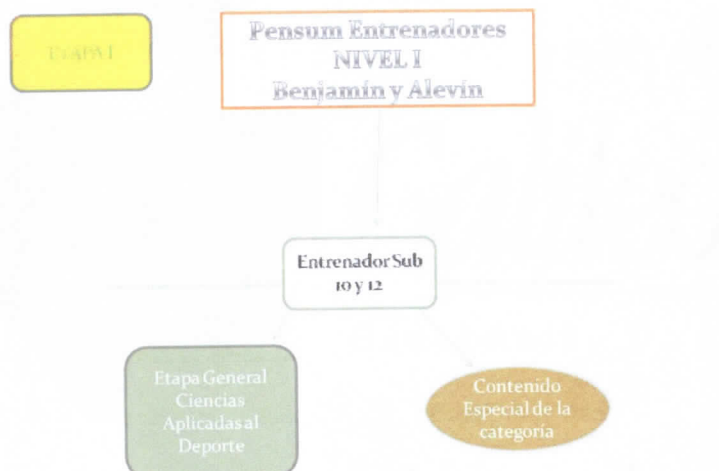 ETAPA I
Pensum Entrenadores
NIVEL I
Benjamín y Alevín
Entrenador Sub
10 y 12
Etapa General
Ciencias
Aplicadas al
Deporte
Contenido
Especial de la
categoría